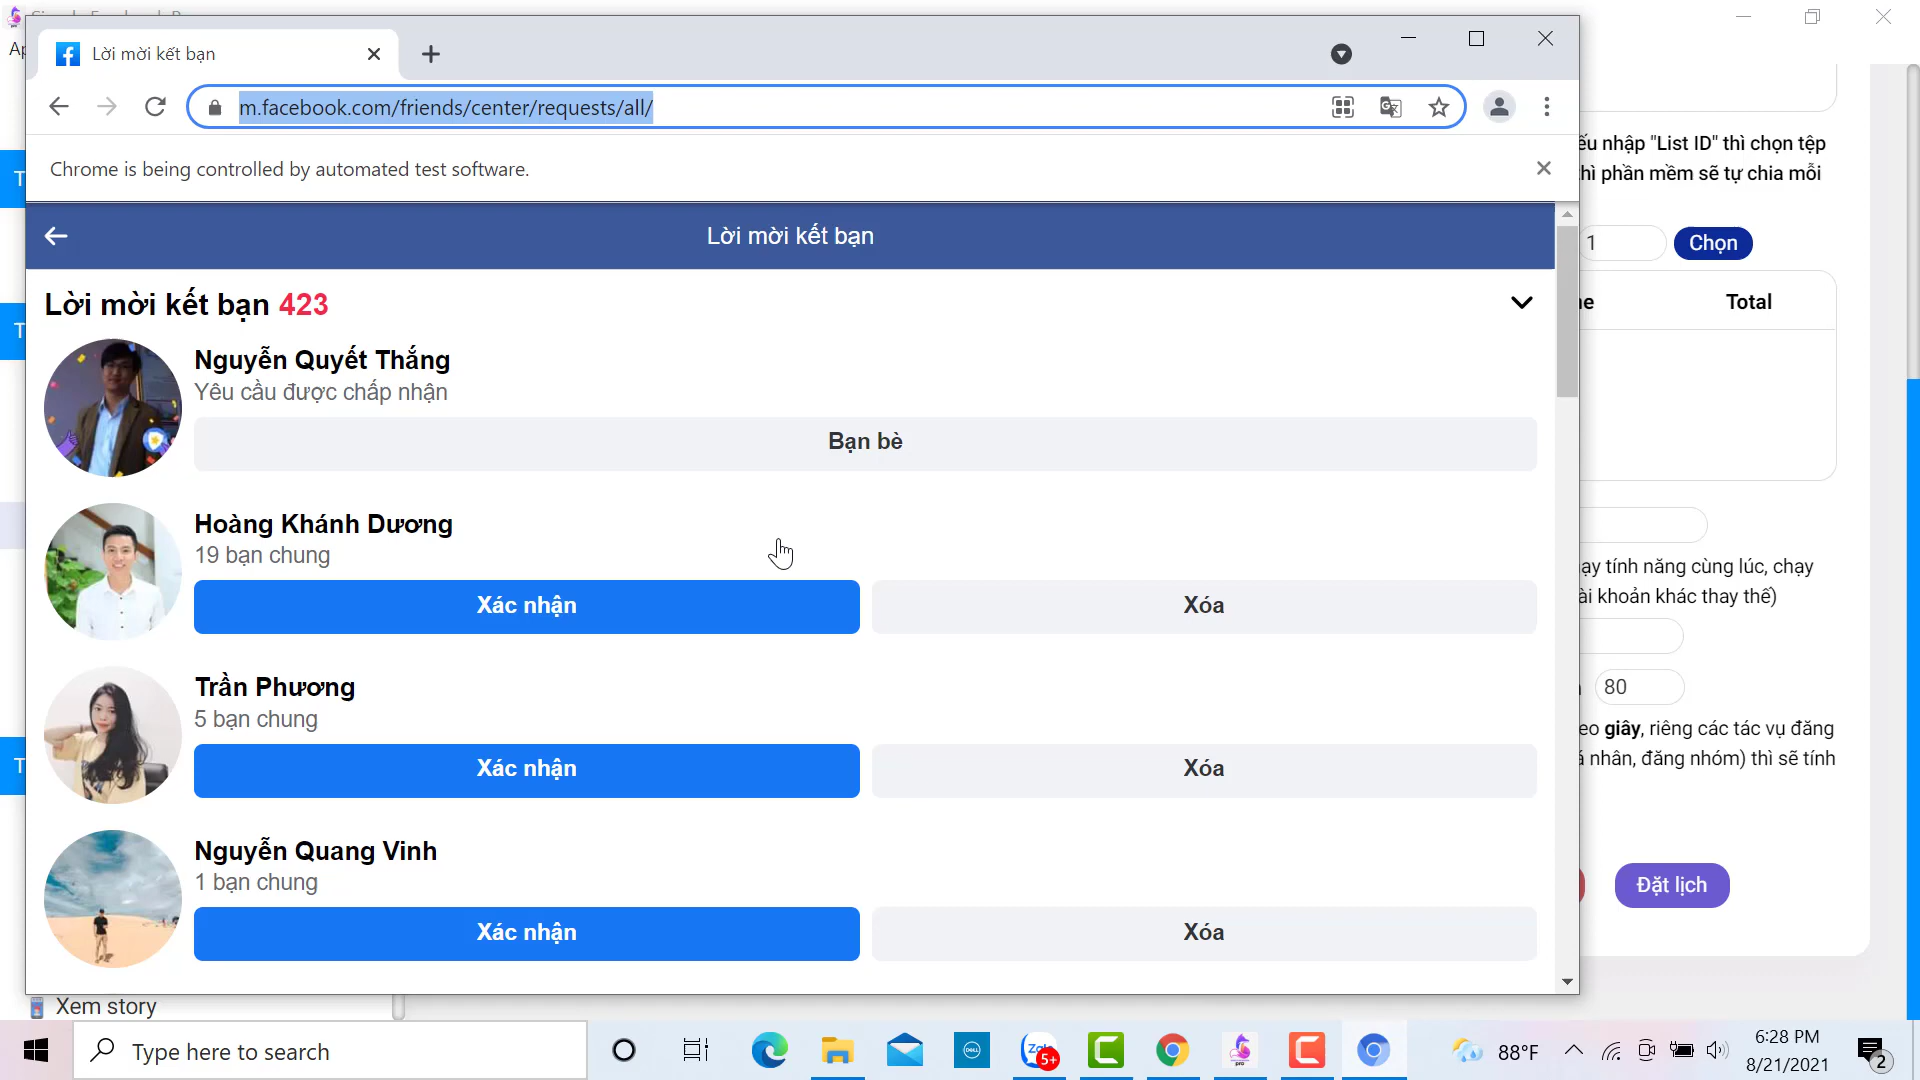 Lời mời kết bạn
m.facebook.com/friends/center/requests/all/
Chrome is being controlled by automated test software.
Lời mời kết bạn
Lời mời kết bạn 423
Nguyễn Quyết Thắng
Yêu cầu được chấp nhận
Bạn bè
Hoàng Khánh Dương
19 bạn chung
Xác nhận Xóa
Trần Phương
5 bạn chung
Xác nhận Xóa
Nguyễn Quang Vinh
1 bạn chung
Xác nhận Xóa
nhập "List ID" thì chọn tệp
phần mềm sẽ tự chia mỗi
1 Chọn
Total
tính năng cùng lúc, chạy
khoản khác thay thế)
80
giây, riêng các tác vụ đăng
nhân, đăng nhóm) thì sẽ tính
Đặt lịch
Xem story
Type here to search
DELL
5+
pro
88°F
6:28 PM
8/21/2021
2